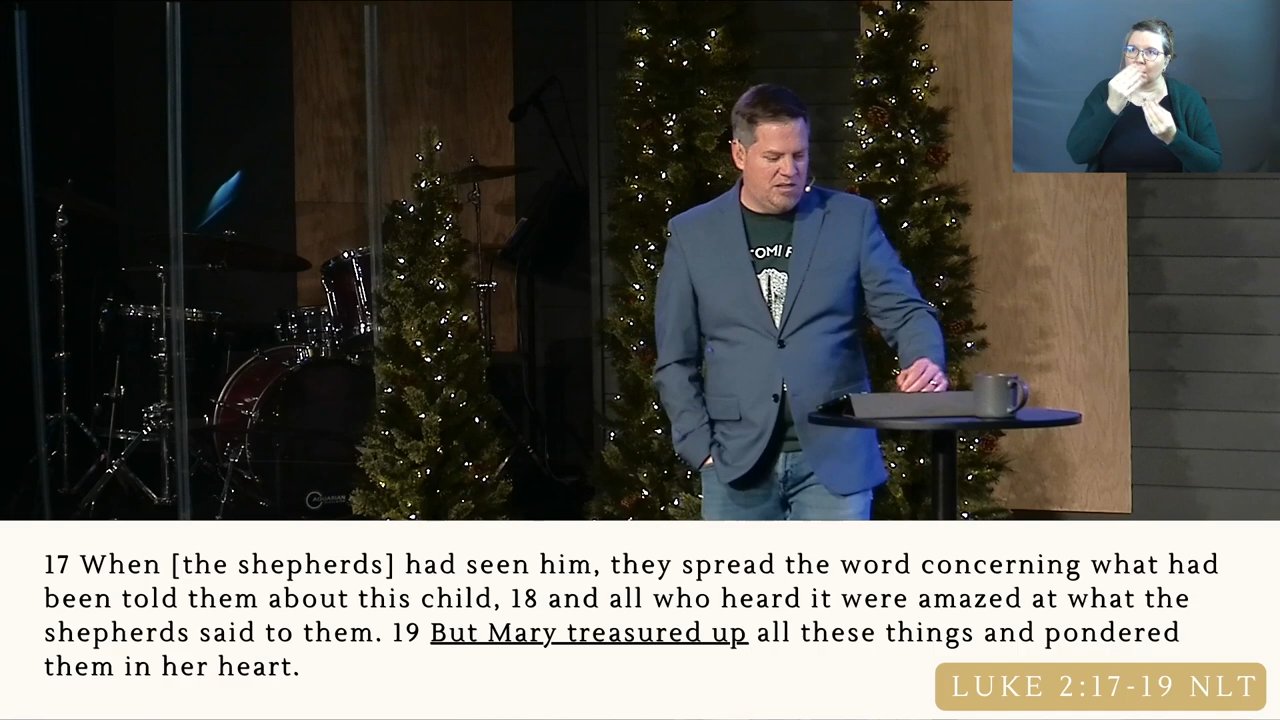 OMI F
AQUARIAN
17 When [the shepherds] had seen him, they spread the word concerning what had
been told them about this child, 18 and all who heard it were amazed at what the
shepherds said to them. 19 But Mary treasured up all these things and pondered
them in her heart.
LUKE 2:17-19 NLT